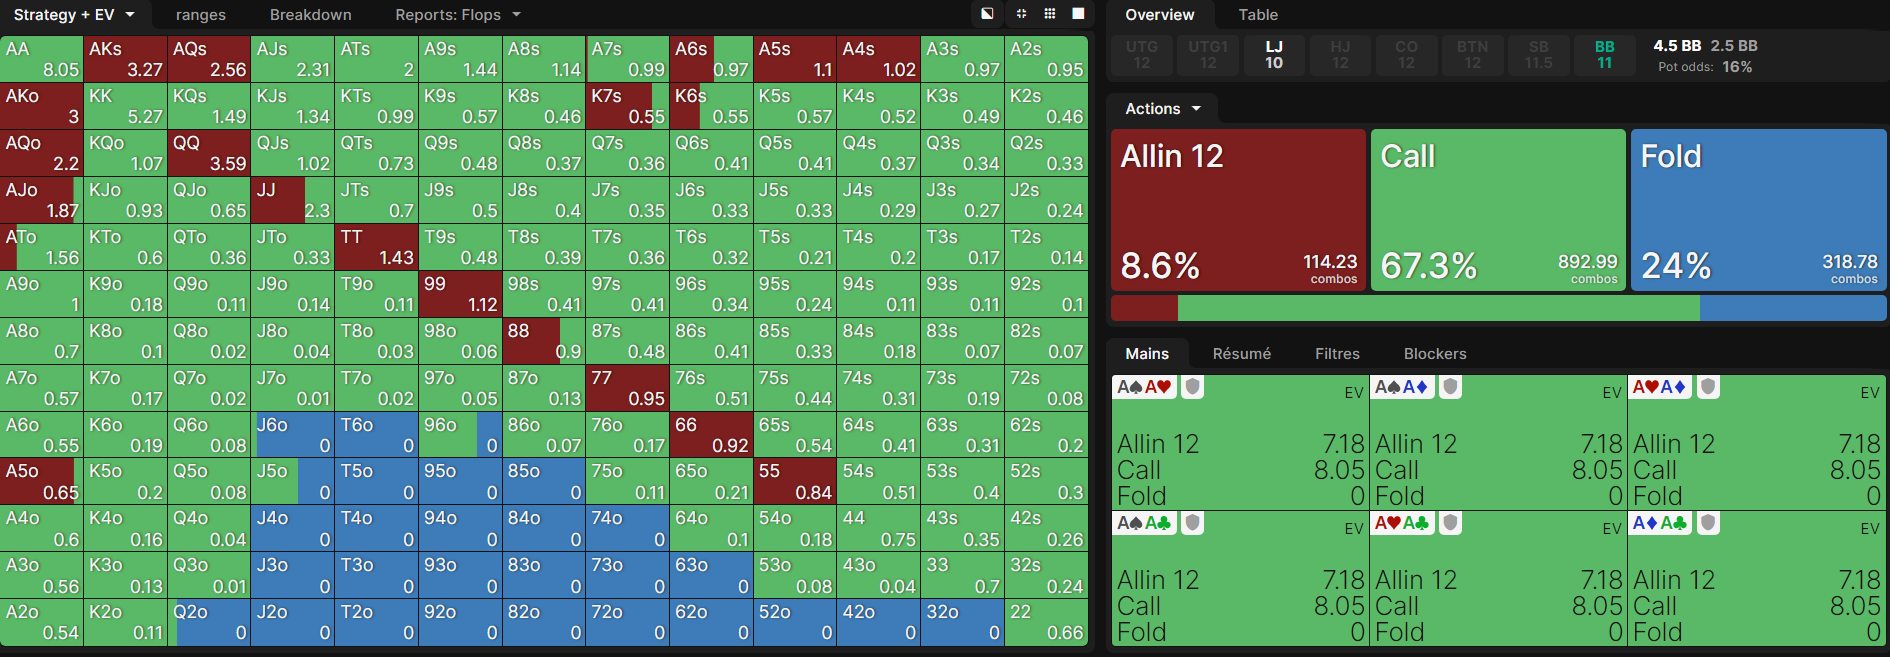 Strategy + EV ranges Breakdown Reports: Flops
AA AKs AQs AJs ATs A9s A8s A7s A6s A5s A4s A3s A2s
8.05 3.27 2.56 2.31 2 1.44 1.14 0.99 0.97 1.1 1.02 0.97 0.95
AKo KK KQs KJs KTs K9s K8s K7s K6s K5s K4s K3s K2s
3 5.27 1.49 1.34 0.99 0.57 0.46 0.55 0.55 0.57 0.52 0.49 0.46
AQo KQo QQ QJs QTs Q9s Q8s Q7s Q6s Q5s Q4s Q3s Q2s
2.2 1.07 3.59 1.02 0.73 0.48 0.37 0.36 0.41 0.41 0.37 0.34 0.33
AJo KJo QJo JJ JTs J9s J8s J7s J6s J5s J4s J3s J2s
1.87 0.93 0.65 2.3 0.7 0.5 0.4 0.35 0.33 0.33 0.29 0.27 0.24
ATo KTo QTo JTo TT T9s T8s T7s T6s T5s T4s T3s T2s
1.56 0.6 0.36 0.33 1.43 0.48 0.39 0.36 0.32 0.21 0.2 0.17 0.14
A9o K9o Q9o J9o T9o 99 98s 97s 96s 95s 94s 93s 92s
1 0.18 0.11 0.14 0.11 1.12 0.41 0.41 0.34 0.24 0.11 0.11 0.1
A8o K8o Q8o J8o T8o 98o 88 87s 86s 85s 84s 83s 82s
0.7 0.1 0.02 0.04 0.03 0.06 0.9 0.48 0.41 0.33 0.18 0.07 0.07
A7o K7o Q7o J7o T7o 97o 87o 77 76s 75s 74s 73s 72s
0.57 0.17 0.02 0.01 0.02 0.05 0.13 0.95 0.51 0.44 0.31 0.19 0.08
A6o K6o Q6o J6o T6o 96o 86o 76o 66 65s 64s 63s 62s
0.55 0.19 0.08 0 0 0 0.07 0.17 0.92 0.54 0.41 0.31 0.2
A5o K5o Q5o J5o T5o 95o 85o 75o 65o 55 54s 53s 52s
0.65 0.2 0.08 0 0 0 0 0.11 0.21 0.84 0.51 0.4 0.3
A4o K4o Q4o J4o T4o 94o 84o 74o 64o 54o 44 43s 42s
0.6 0.16 0.04 0 0 0 0 0 0.1 0.18 0.75 0.35 0.26
A3o K3o Q3o J3o T3o 93o 83o 73o 63o 53o 43o 33 32s
0.56 0.13 0.01 0 0 0 0 0 0 0.08 0.04 0.7 0.24
A2o K2o Q2o J2o T2o 92o 82o 72o 62o 52o 42o 32o 22
0.54 0.11 0 0 0 0 0 0 0 0 0 0 0.66
Overview Table
UTG UTG1 LJ HJ CO BTN SB BB 4.5 BB 2.5 BB
12 12 10 12 12 12 11.5 11 Pot odds: 16%
Actions
Allin 12 Call Fold
8.6% 114.23 combos 67.3% 892.99 combos 24% 318.78 combos
Mains Résumé Filtres Blockers
A♠A♥ EV A♠A♦ EV A♥A♦ EV
Allin 12 7.18 Allin 12 7.18 Allin 12 7.18
Call 8.05 Call 8.05 Call 8.05
Fold 0 Fold 0 Fold 0
A♠A♣ EV A♥A♣ EV A♦A♣ EV
Allin 12 7.18 Allin 12 7.18 Allin 12 7.18
Call 8.05 Call 8.05 Call 8.05
Fold 0 Fold 0 Fold 0